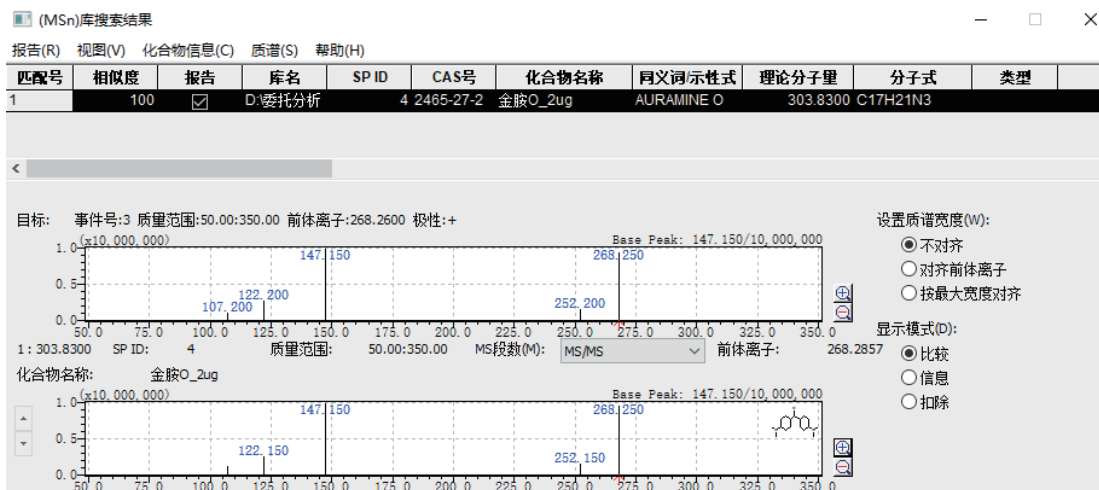 (MSn)库搜索结果
报告(R) 视图(V) 化合物信息(C) 质谱(S) 帮助(H)
匹配号 相似度 报告 库名 SP ID CAS号 化合物名称 同义词/示性式 理论分子量 分子式 类型
1 100 D:\委托分析 4 2465-27-2 金胺O_2ug AURAMINE O 303.8300 C17H21N3
目标: 事件号:3 质量范围:50.00:350.00 前体离子:268.2600 极性:+
设置质谱宽度(W):
(x10,000,000) Base Peak: 147.150/10,000,000
1.0 147.150 268.250
不对齐
对齐前体离子
0.5 122.200 107.200 252.200
按最大宽度对齐
0.0
50.0 75.0 100.0 125.0 150.0 175.0 200.0 225.0 250.0 275.0 300.0 325.0 350.0
显示模式(D):
1: 303.8300 SP ID: 4 质量范围: 50.00:350.00 MS段数(M): MS/MS 前体离子: 268.2857
比较
化合物名称: 金胺O_2ug
信息
(x10,000,000) Base Peak: 147.150/10,000,000
1.0 147.150 268.250
扣除
0.5 122.150 252.150
0.0
50.0 75.0 100.0 125.0 150.0 175.0 200.0 225.0 250.0 275.0 300.0 325.0 350.0